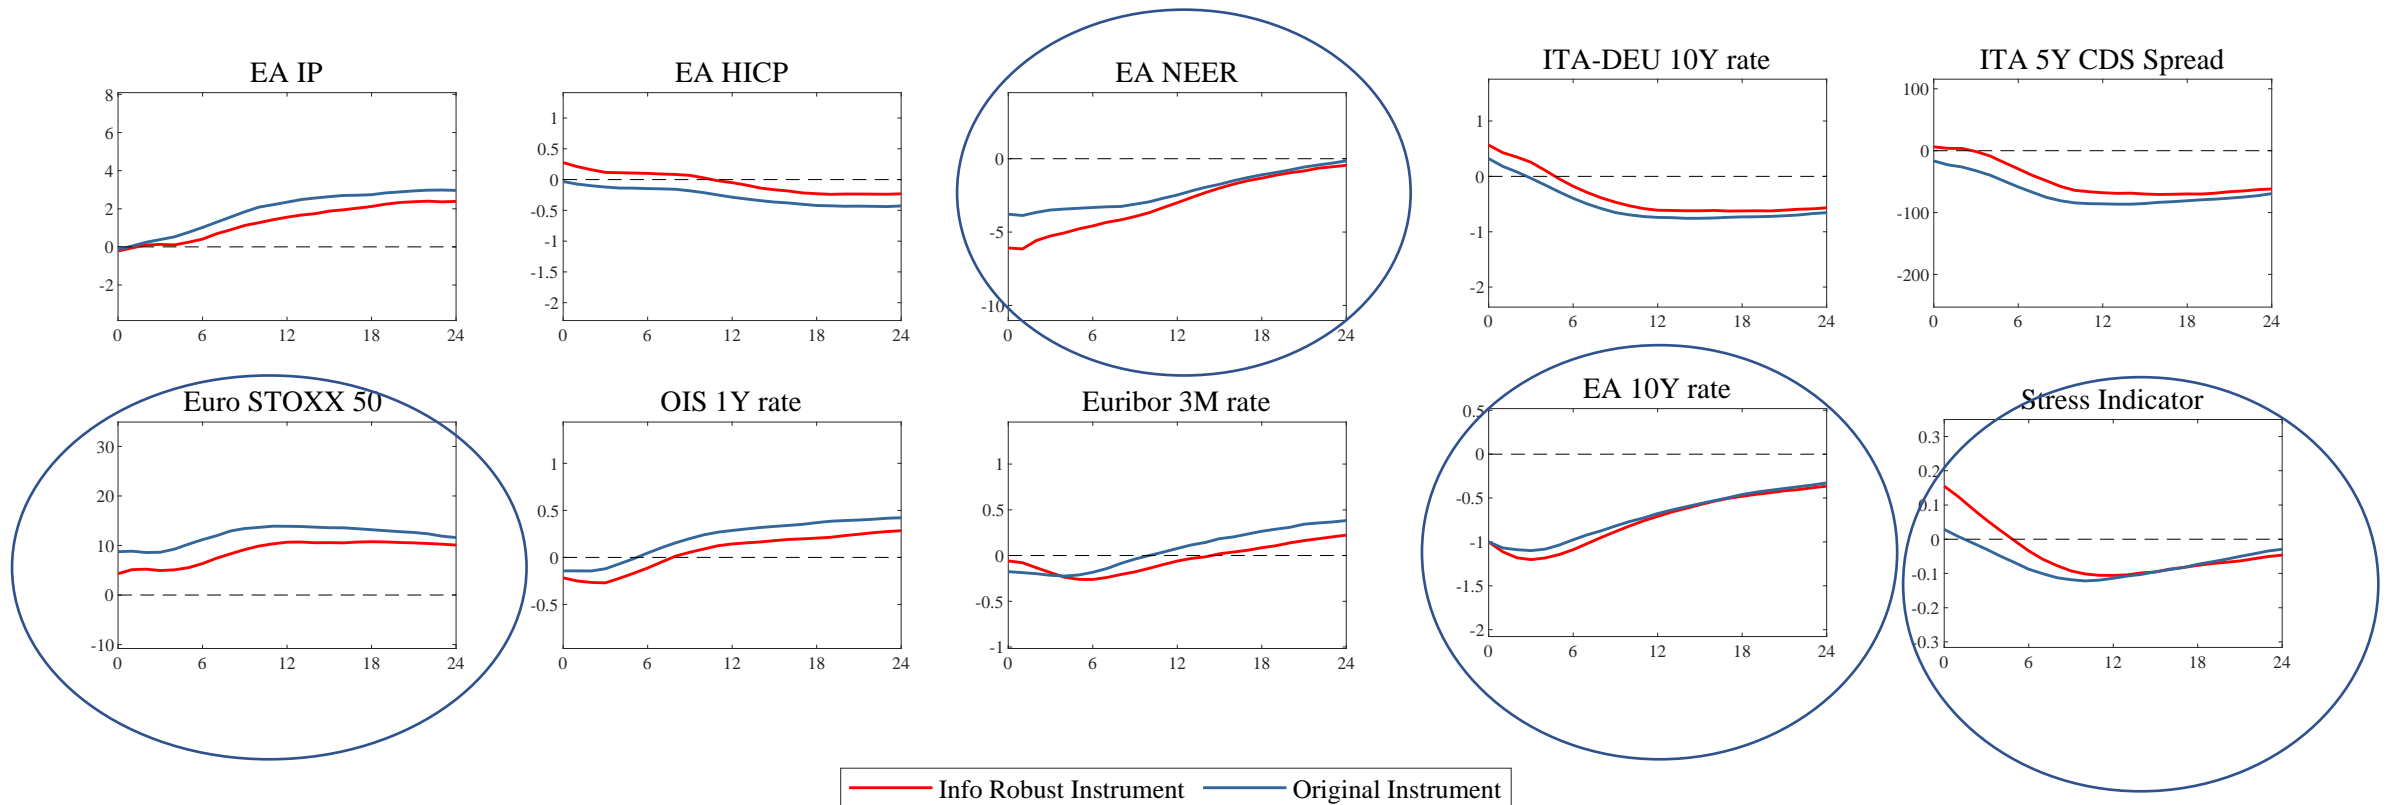 EA IP
EA HICP
EA NEER
ITA-DEU 10Y rate
ITA 5Y CDS Spread
8
6
4
2
0
-2
0 6 12 18 24
1
0.5
0
-0.5
-1
-1.5
-2
0 6 12 18 24
0
-5
-10
0 6 12 18 24
1
0
-1
-2
0 6 12 18 24
100
0
-100
-200
0 6 12 18 24
Euro STOXX 50
OIS 1Y rate
Euribor 3M rate
EA 10Y rate
Stress Indicator
30
20
10
0
-10
0 6 12 18 24
1
0.5
0
-0.5
0 6 12 18 24
1
0.5
0
-0.5
-1
0 6 12 18 24
0.5
0
-0.5
-1
-1.5
-2
0 6 12 18 24
0.3
0.2
0.1
0
-0.1
-0.2
-0.3
0 6 12 18 24
Info Robust Instrument Original Instrument